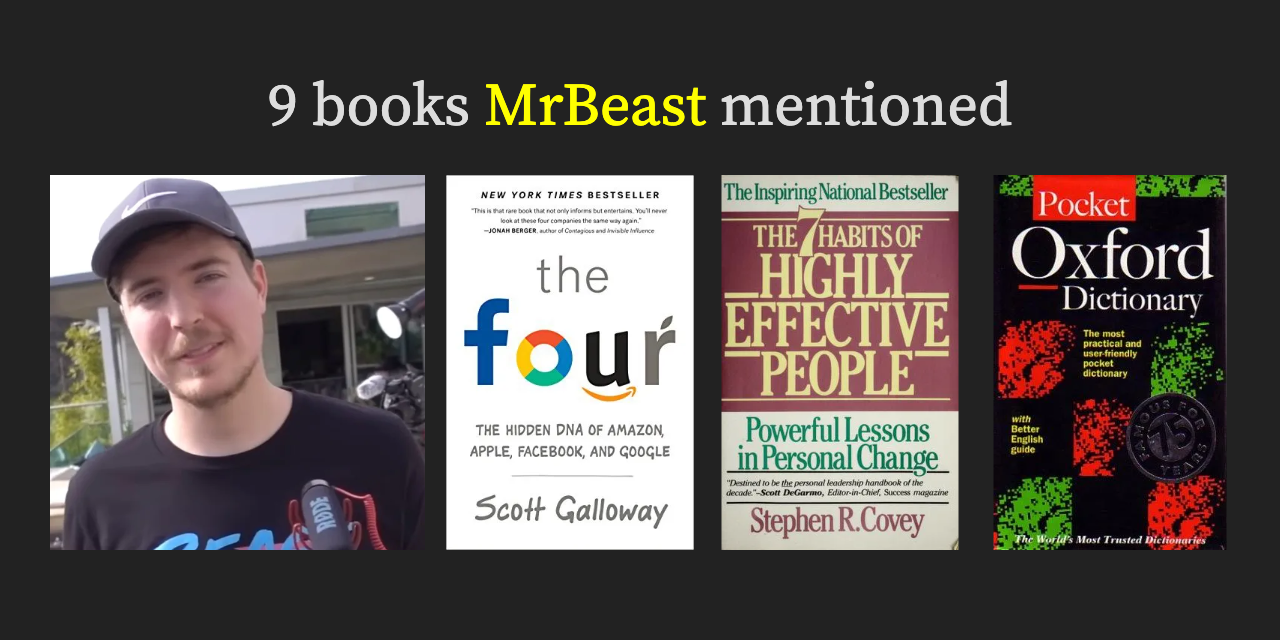 9 books MrBeast mentioned
RØDE
NEW YORK TIMES BESTSELLER
"This is that rare book that not only informs but entertains. You'll never
look at these four companies the same way again."
—JONAH BERGER, author of Contagious and Invisible Influence
the
four
THE HIDDEN DNA OF AMAZON,
APPLE, FACEBOOK, AND GOOGLE
Scott Galloway
The Inspiring National Bestseller
THE 7 HABITS OF
HIGHLY
EFFECTIVE
PEOPLE
Powerful Lessons
in Personal Change
"Destined to be the personal leadership handbook of the
decade."–Scott DeGarmo, Editor-in-Chief, Success magazine
Stephen R. Covey
Pocket
Oxford
Dictionary
The most
practical and
user-friendly
pocket
dictionary
with
Better
English
guide
FAMOUS FOR
75
YEARS
The World's Most Trusted Dictionaries